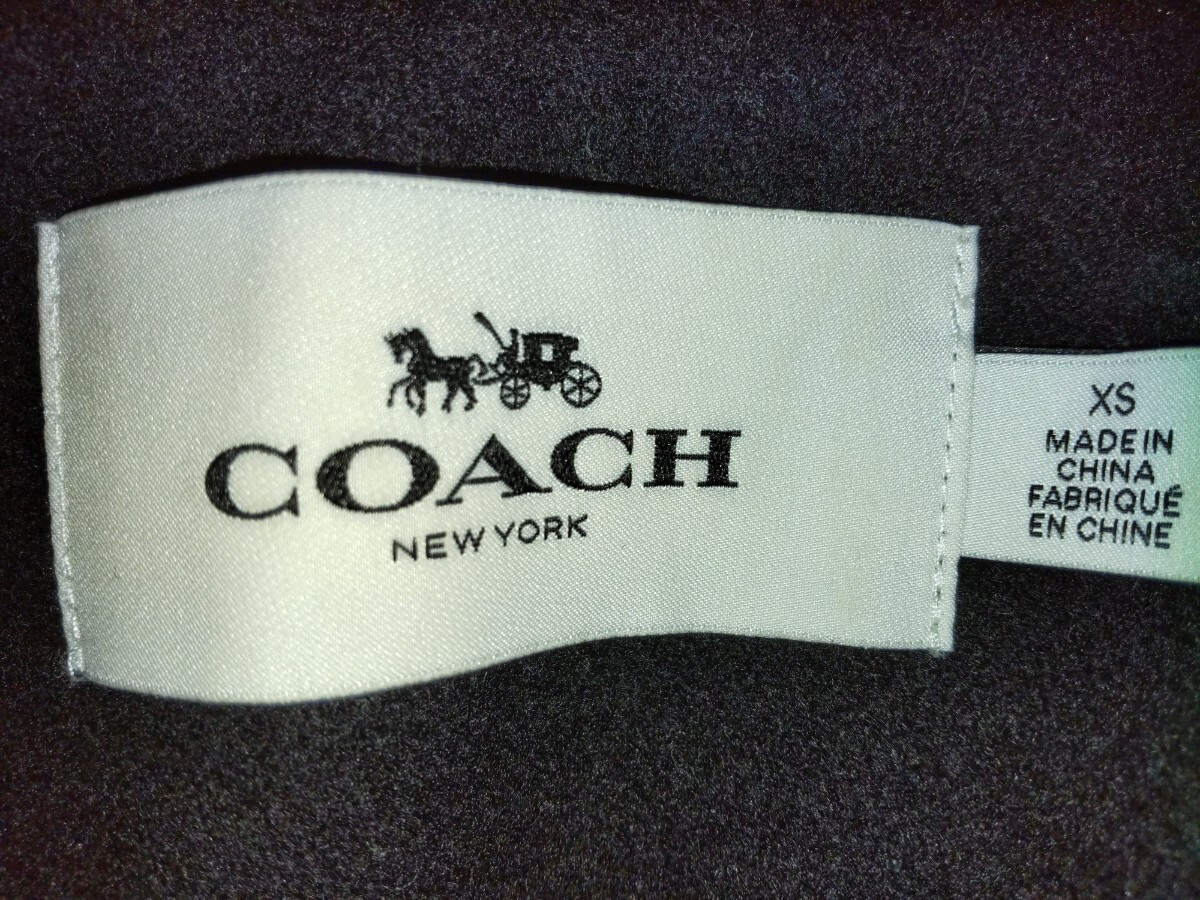 COACH
NEW YORK
XS
MADE IN
CHINA
FABRIQUÉ
EN CHINE